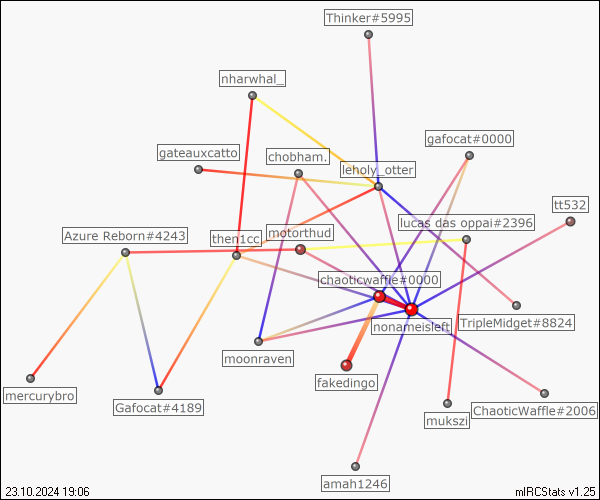 Thinker#5995
nharwhal_
gafocat#0000
gateauxcatto
chobham.
leholy_otter
tt532
lucas das oppai#2396
Azure Reborn#4243
then1cc
motorthud
chaoticwaffle#0000
nonameisleft
TripleMidget#8824
moonraven
fakedingo
mercurybro
Gafocat#4189
mukszi
ChaoticWaffle#2006
amah1246
23.10.2024 19:06
mIRCStats v1.25